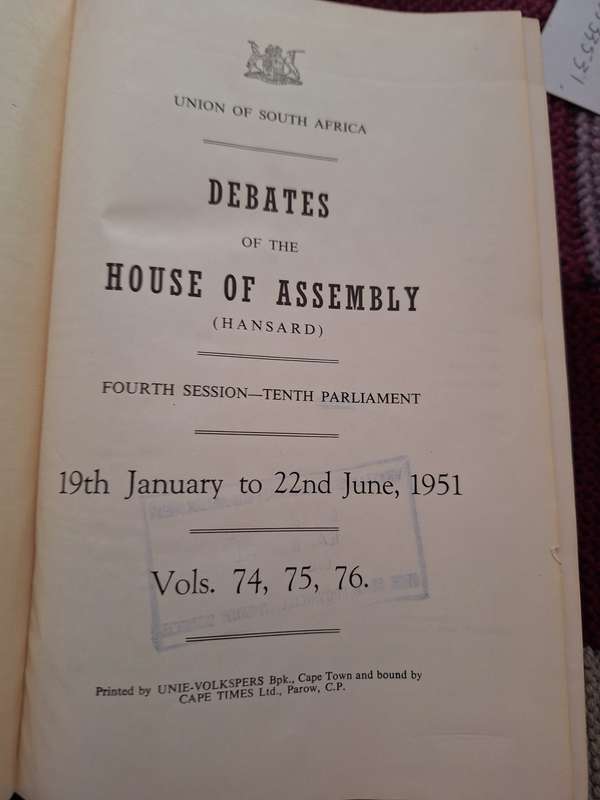 UNION OF SOUTH AFRICA
DEBATES
OF THE
HOUSE OF ASSEMBLY
(HANSARD)
FOURTH SESSION—TENTH PARLIAMENT
19th January to 22nd June, 1951
Vols. 74, 75, 76.
Printed by UNIE-VOLKSPERS Bpk., Cape Town and bound by
CAPE TIMES Ltd., Parow, C.P.